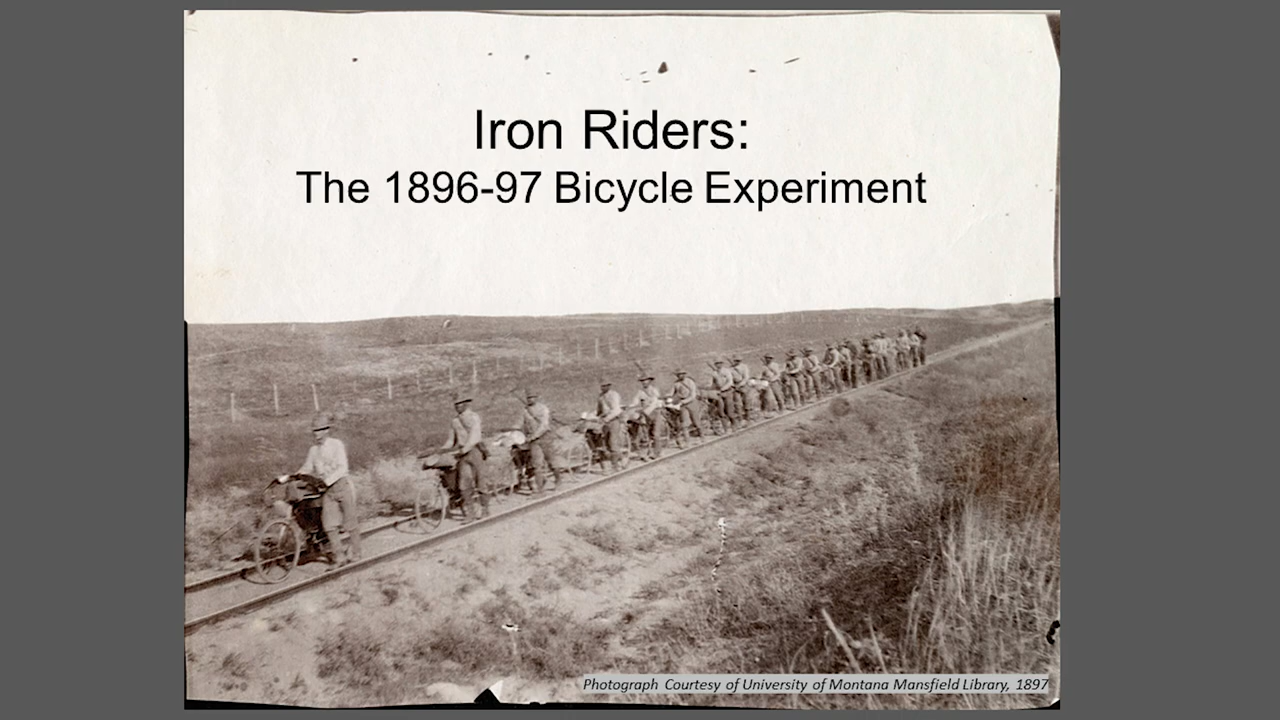 Iron Riders:
The 1896-97 Bicycle Experiment
Photograph Courtesy of University of Montana Mansfield Library, 1897